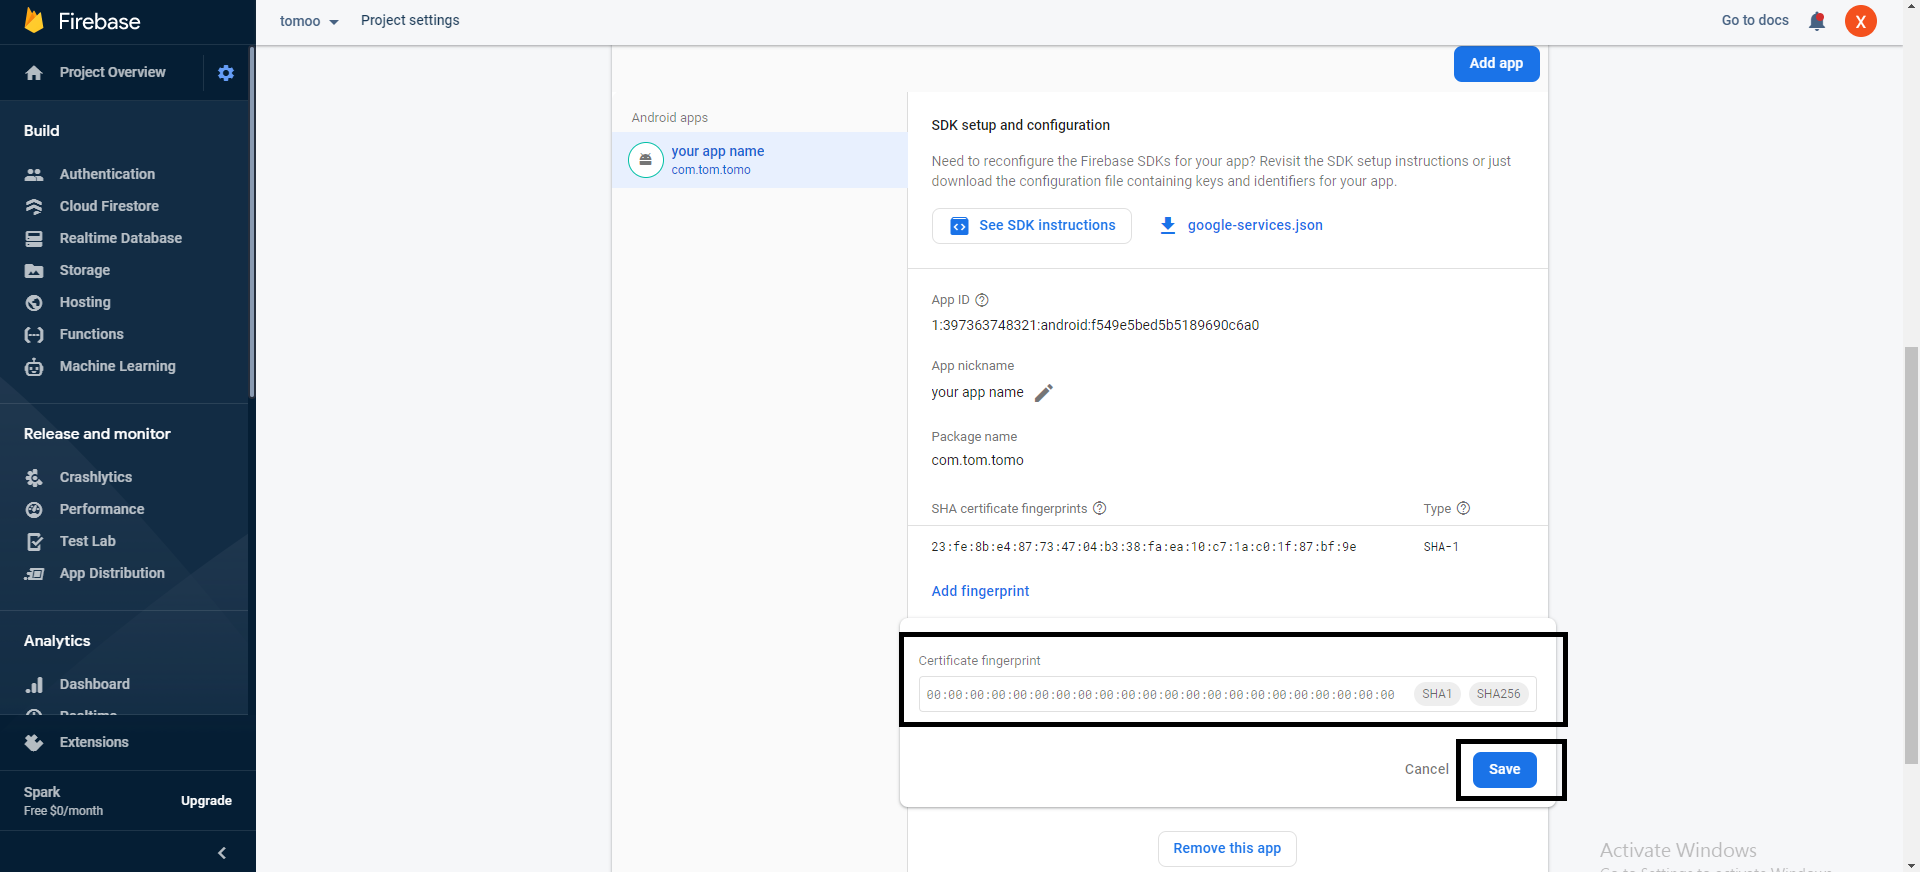 Firebase
tomoo
Project settings
Go to docs
X
Project Overview
Build
Authentication
Cloud Firestore
Realtime Database
Storage
Hosting
Functions
Machine Learning
Release and monitor
Crashlytics
Performance
Test Lab
App Distribution
Analytics
Dashboard
Realtime
Extensions
Spark
Free $0/month
Upgrade
Add app
Android apps
your app name
com.tom.tomo
SDK setup and configuration
Need to reconfigure the Firebase SDKs for your app? Revisit the SDK setup instructions or just
download the configuration file containing keys and identifiers for your app.
See SDK instructions
google-services.json
App ID
1:397363748321:android:f549e5bed5b5189690c6a0
App nickname
your app name
Package name
com.tom.tomo
SHA certificate fingerprints
Type
23:fe:8b:e4:87:73:47:04:b3:38:fa:ea:10:c7:1a:c0:1f:87:bf:9e
SHA-1
Add fingerprint
Certificate fingerprint
00:00:00:00:00:00:00:00:00:00:00:00:00:00:00:00:00:00:00:00:00:00
SHA1
SHA256
Cancel
Save
Remove this app
Activate Windows
Go to Settings to activate Windows.